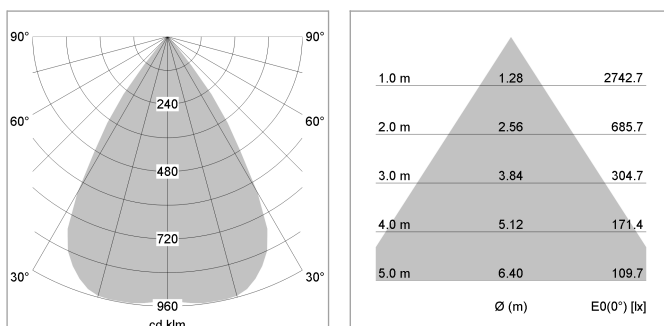 90° 90°
240
60° 60°
480
720
30° 30°
960
cd klm
1.0 m 1.28 2742.7
2.0 m 2.56 685.7
3.0 m 3.84 304.7
4.0 m 5.12 171.4
5.0 m 6.40 109.7
Ø (m) E0(0°) [lx]